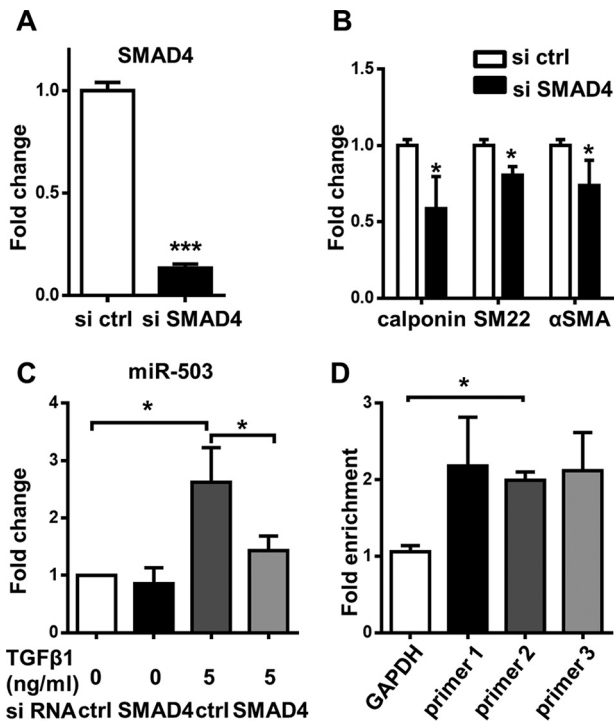 A
SMAD4
Fold change
1.0
0.5
0.0
***
si ctrl si SMAD4
B
si ctrl
si SMAD4
Fold change
1.5
1.0
0.5
0.0
* * *
calponin SM22 αSMA
C
miR-503
Fold change
4
3
2
1
0
* *
TGFβ1
(ng/ml) 0 0 5 5
si RNA ctrl SMAD4 ctrl SMAD4
D
Fold enrichment
3
2
1
0
*
GAPDH
primer 1
primer 2
primer 3